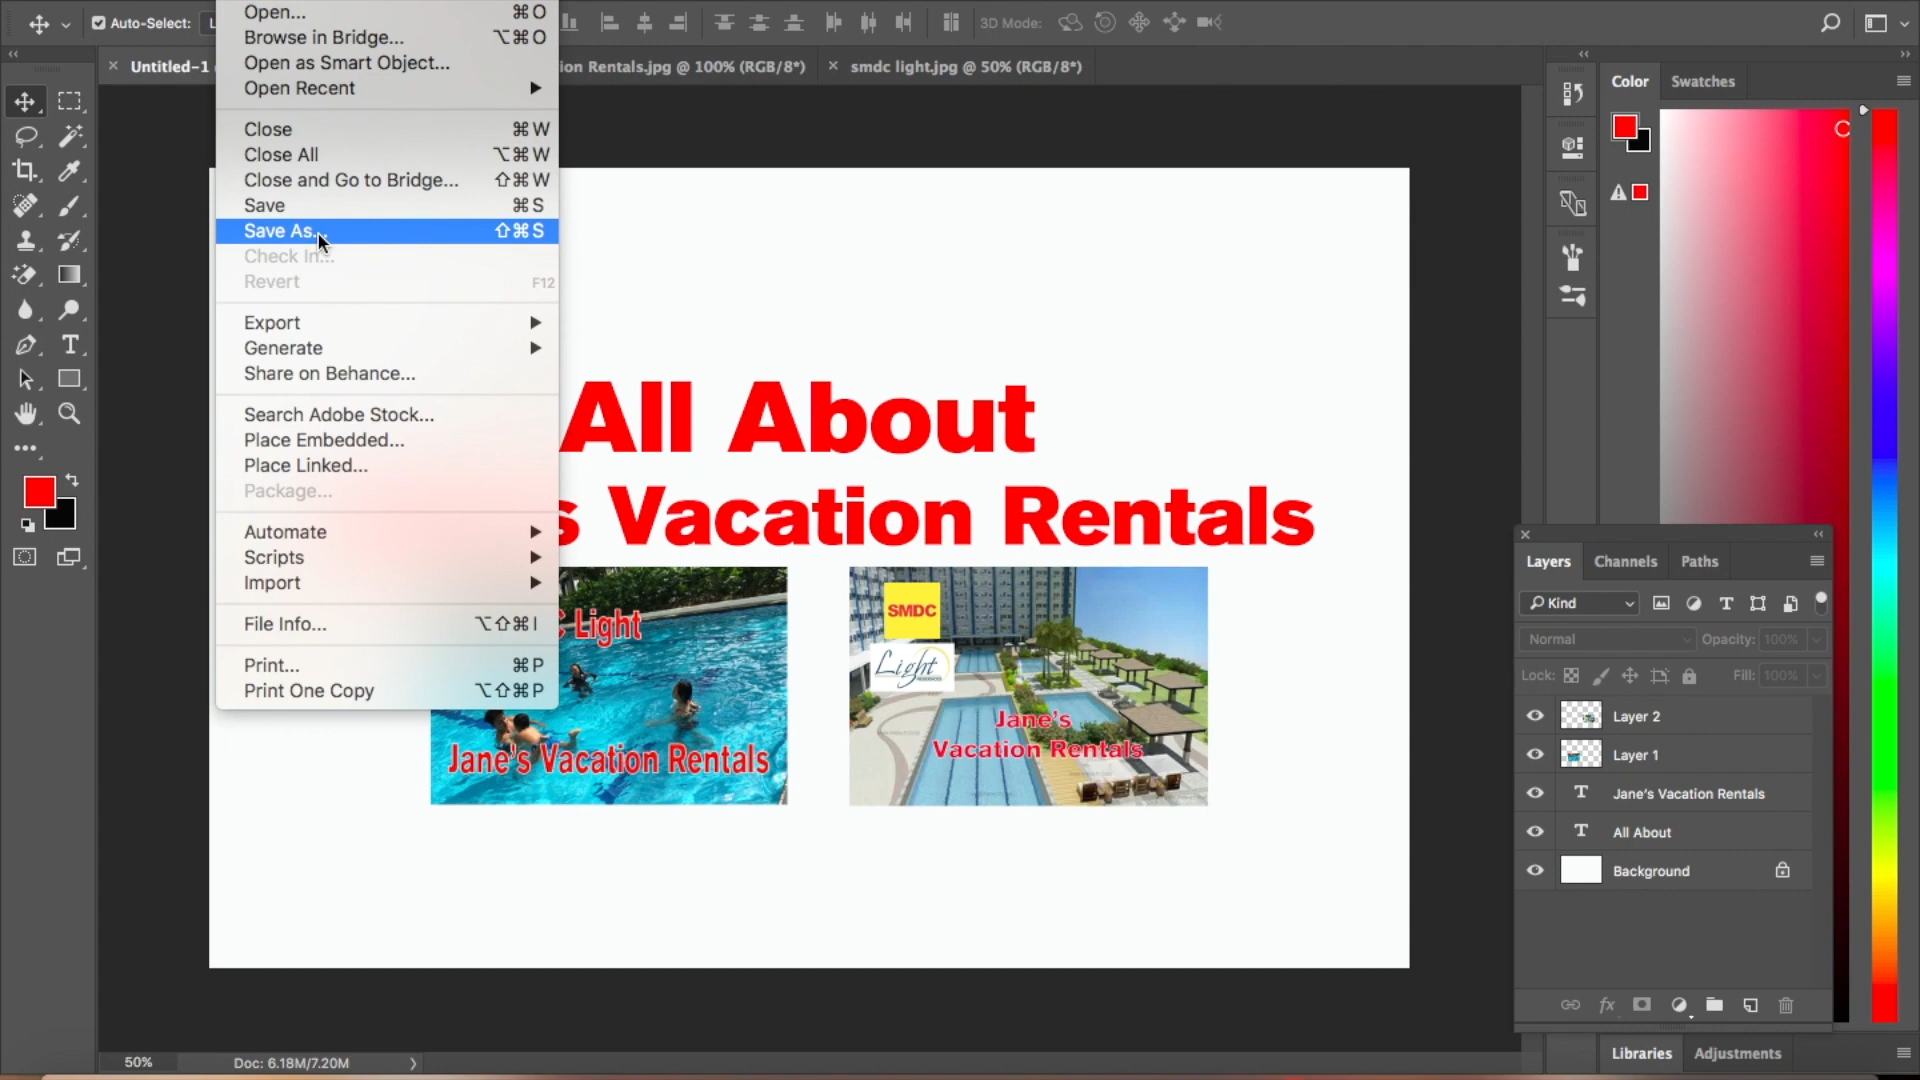 Auto-Select:
3D Mode:
Untitled-1
ion Rentals.jpg @ 100% (RGB/8*)
smdc light.jpg @ 50% (RGB/8*)
Open... ⌘O
Browse in Bridge... ⌥⌘O
Open as Smart Object...
Open Recent
Close ⌘W
Close All ⌥⌘W
Close and Go to Bridge... ⇧⌘W
Save ⌘S
Save As... ⇧⌘S
Check In...
Revert F12
Export
Generate
Share on Behance...
Search Adobe Stock...
Place Embedded...
Place Linked...
Package...
Automate
Scripts
Import
File Info... ⌥⇧⌘I
Print... ⌘P
Print One Copy ⌥⇧⌘P
All About
s Vacation Rentals
Light
Jane's Vacation Rentals
SMDC
Light
RESIDENCES
Jane's
Vacation Rentals
Color Swatches
Layers Channels Paths
Kind
Normal Opacity: 100%
Lock: Fill: 100%
Layer 2
Layer 1
Jane's Vacation Rentals
All About
Background
fx
Libraries Adjustments
50% Doc: 6.18M/7.20M